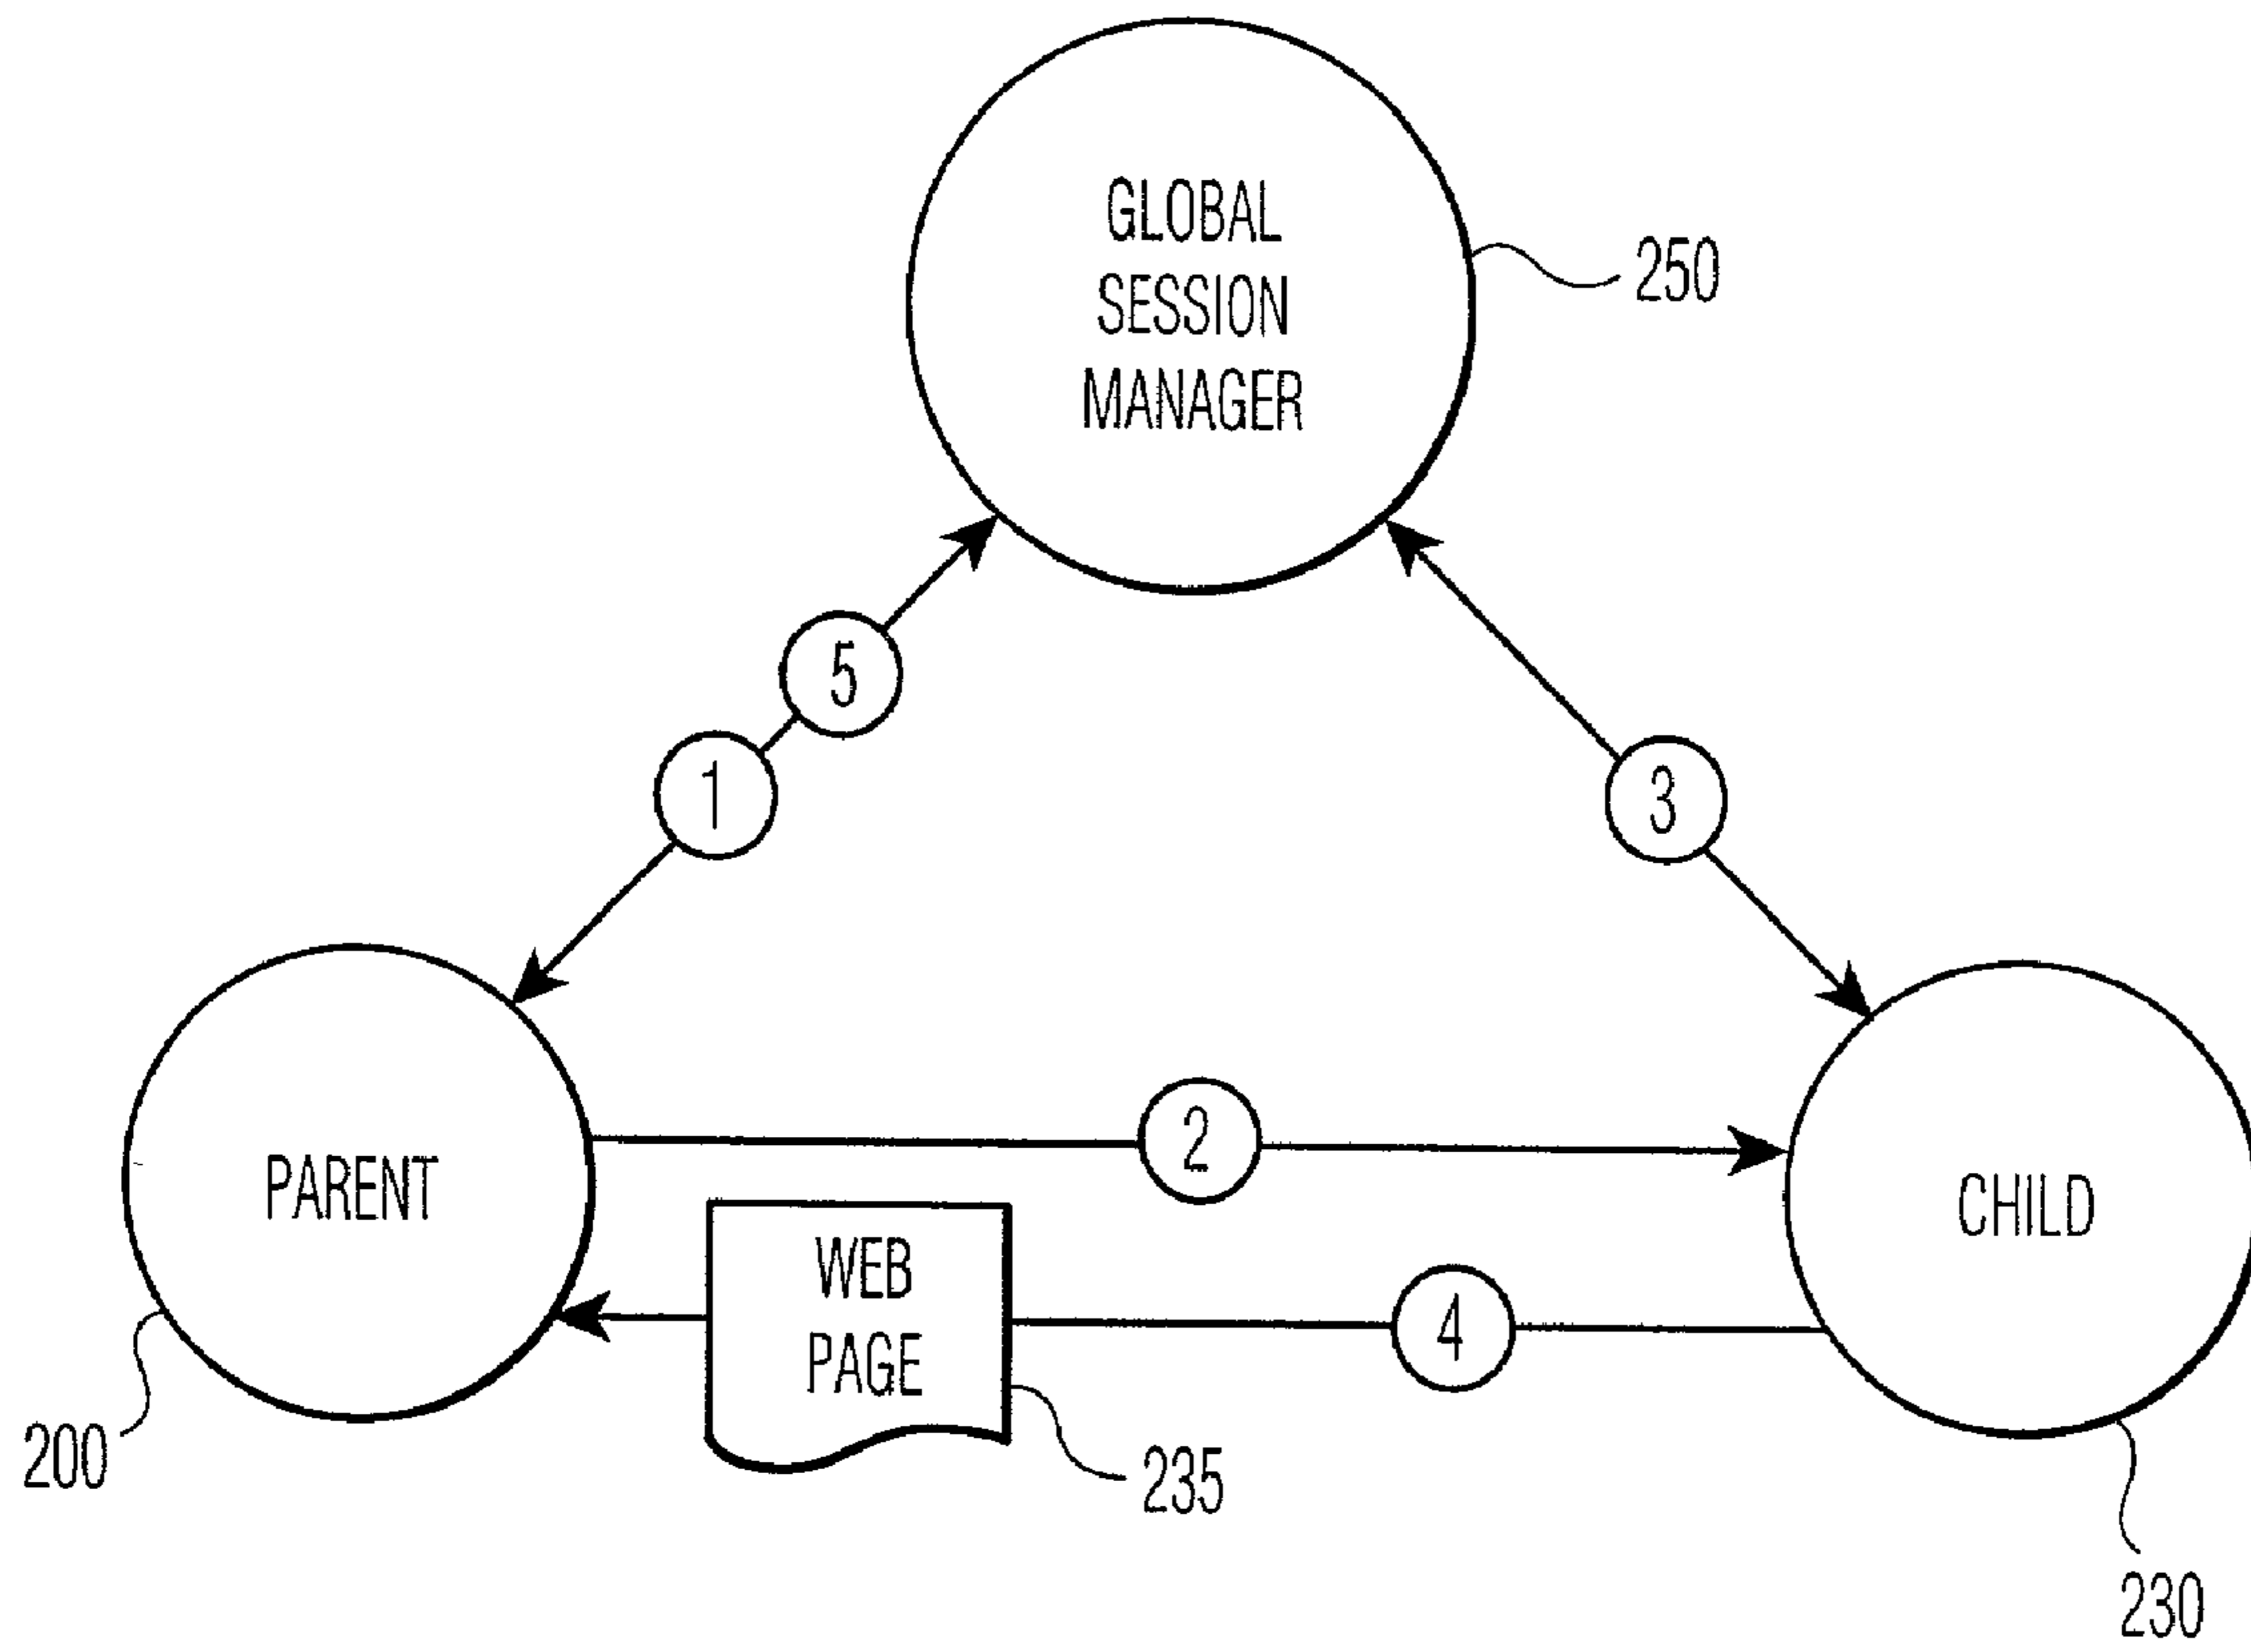 GLOBAL
SESSION
MANAGER
250
5
1
3
2
PARENT
CHILD
WEB
PAGE
4
200
235
230